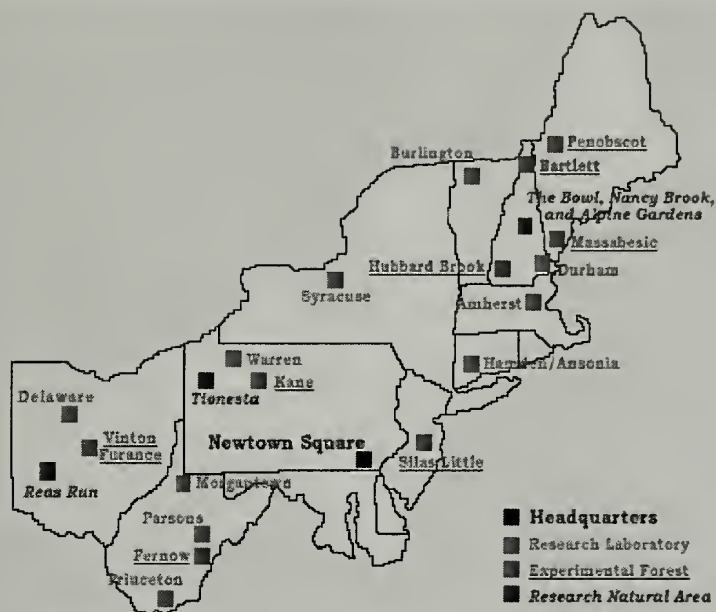 Penobscot
Burlington
Bartlett
The Bowl, Nancy Brook,
and Alpine Gardens
Massabesic
Hubbard Brook
Durham
Syracuse
Amherst
Warren
Hamden/Ansonia
Kane
Tionesta
Delaware
Vinton
Furance
Newtown Square
Silas Little
Reas Run
Morgantown
Parsons
Fernow
Princeton
Headquarters
Research Laboratory
Experimental Forest
Research Natural Area